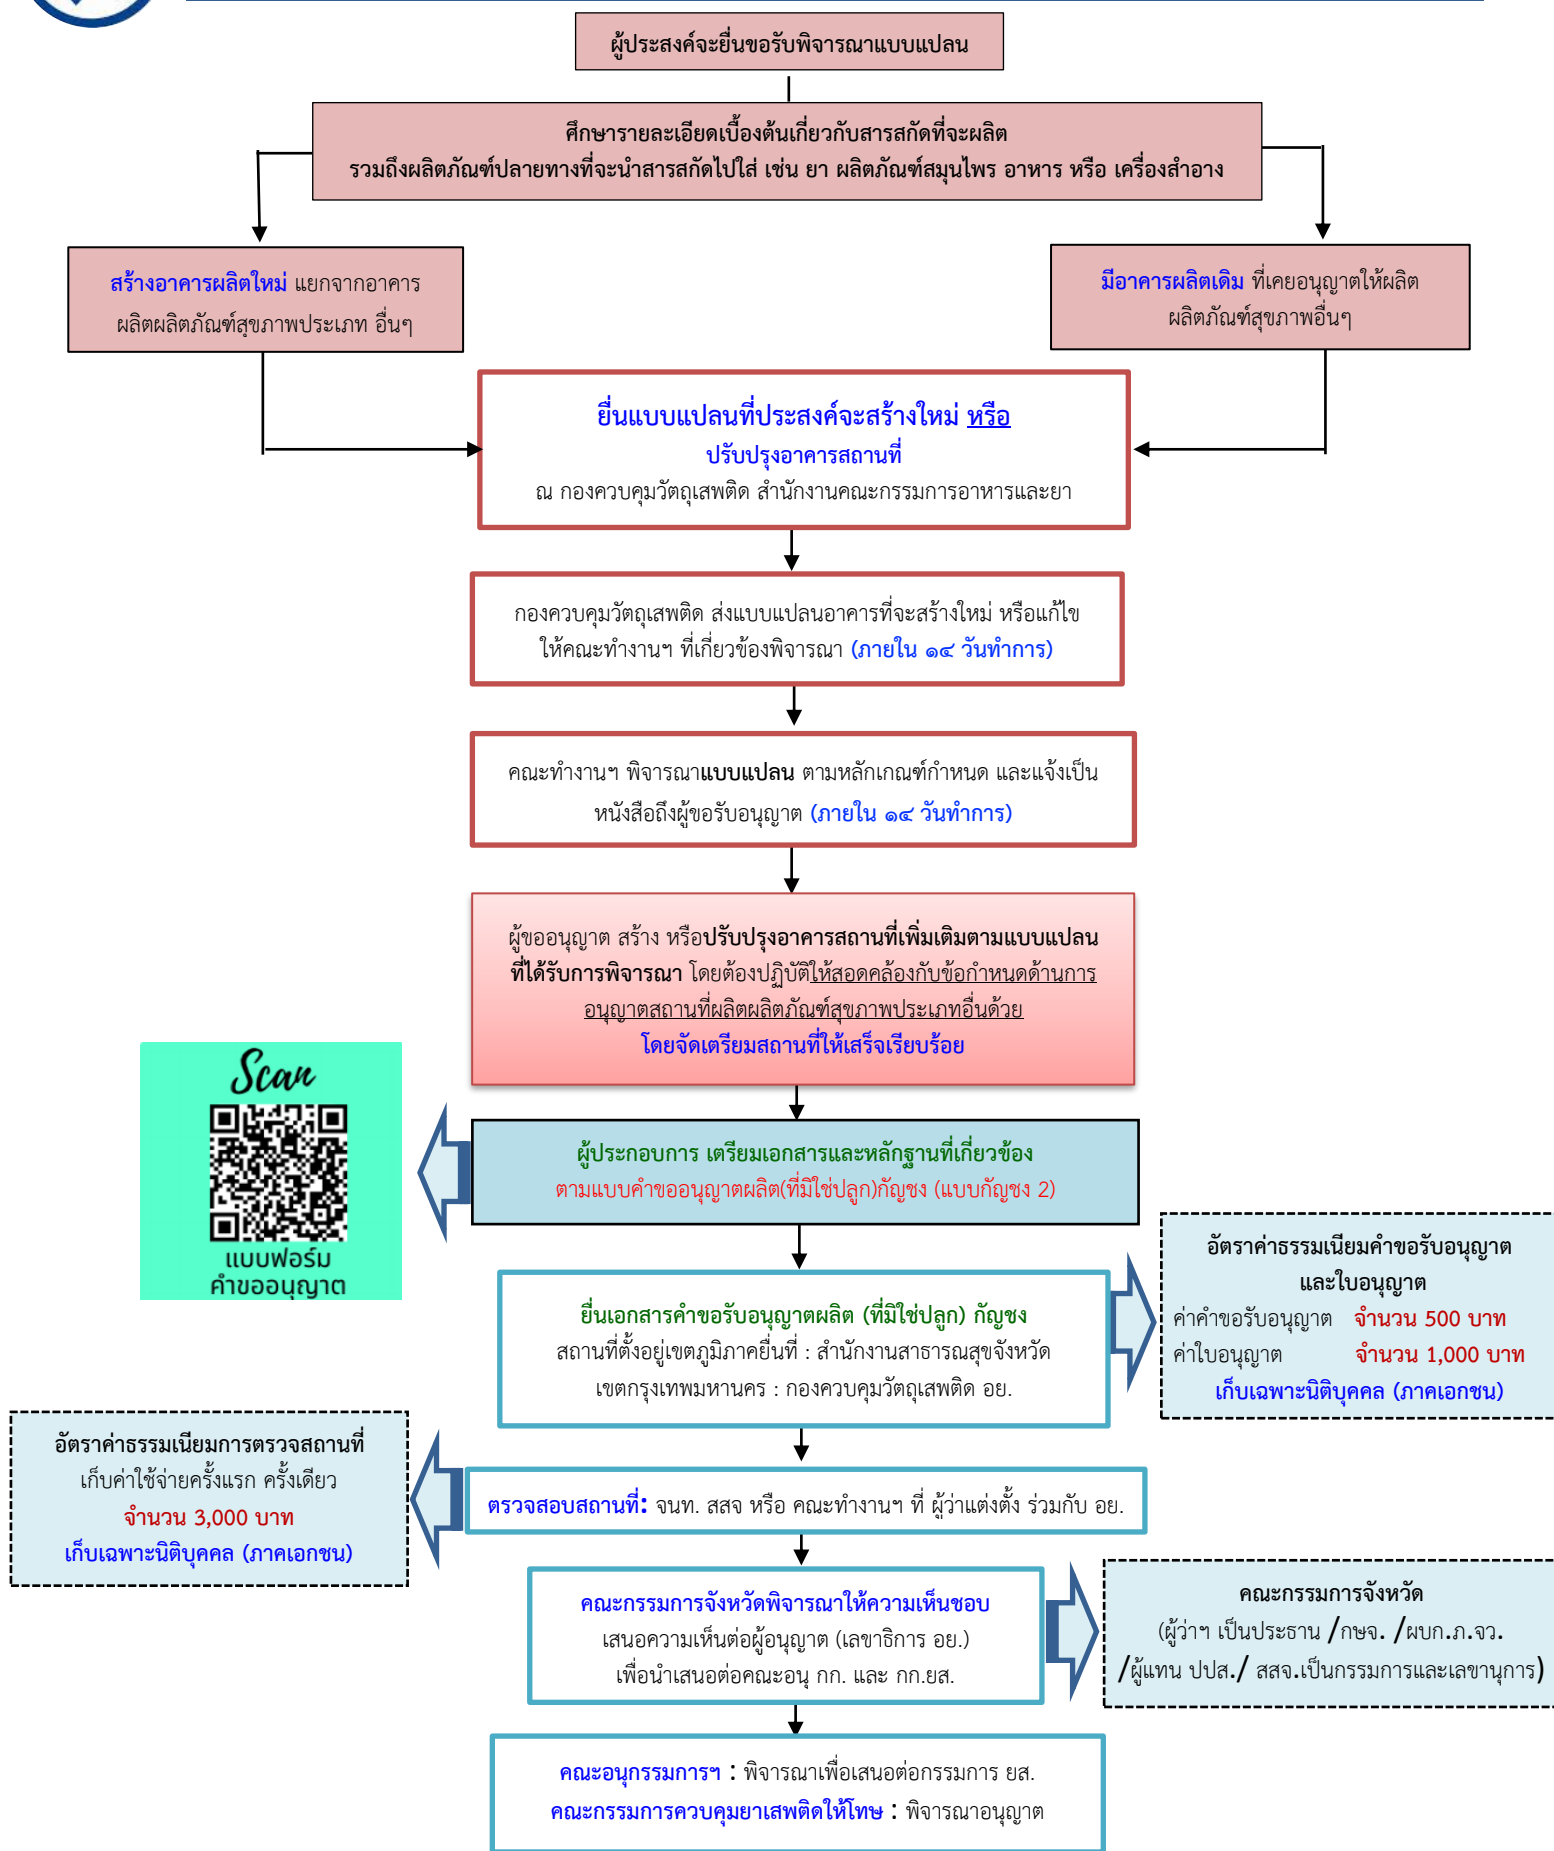 ผู้ประสงค์จะยื่นขอรับพิจารณาแบบแปลน
ศึกษารายละเอียดเบื้องต้นเกี่ยวกับสารสกัดที่จะผลิต
รวมถึงผลิตภัณฑ์ปลายทางที่จะนำสารสกัดไปใส่ เช่น ยา ผลิตภัณฑ์สมุนไพร อาหาร หรือ เครื่องสำอาง
สร้างอาคารผลิตใหม่ แยกจากอาคาร
ผลิตผลิตภัณฑ์สุขภาพประเภท อื่นๆ
มีอาคารผลิตเดิม ที่เคยอนุญาตให้ผลิต
ผลิตภัณฑ์สุขภาพอื่นๆ
ยื่นแบบแปลนที่ประสงค์จะสร้างใหม่ หรือ
ปรับปรุงอาคารสถานที่
ณ กองควบคุมวัตถุเสพติด สำนักงานคณะกรรมการอาหารและยา
กองควบคุมวัตถุเสพติด ส่งแบบแปลนอาคารที่จะสร้างใหม่ หรือแก้ไข
ให้คณะทำงานฯ ที่เกี่ยวข้องพิจารณา (ภายใน ๑๔ วันทำการ)
คณะทำงานฯ พิจารณาแบบแปลน ตามหลักเกณฑ์กำหนด และแจ้งเป็น
หนังสือถึงผู้ขอรับอนุญาต (ภายใน ๑๔ วันทำการ)
ผู้ขออนุญาต สร้าง หรือปรับปรุงอาคารสถานที่เพิ่มเติมตามแบบแปลน
ที่ได้รับการพิจารณา โดยต้องปฏิบัติให้สอดคล้องกับข้อกำหนดด้านการ
อนุญาตสถานที่ผลิตผลิตภัณฑ์สุขภาพประเภทอื่นด้วย
โดยจัดเตรียมสถานที่ให้เสร็จเรียบร้อย
Scan
แบบฟอร์ม
คำขออนุญาต
ผู้ประกอบการ เตรียมเอกสารและหลักฐานที่เกี่ยวข้อง
ตามแบบคำขออนุญาตผลิต(ที่มิใช่ปลูก)กัญชง (แบบกัญชง 2)
ยื่นเอกสารคำขอรับอนุญาตผลิต (ที่มิใช่ปลูก) กัญชง
สถานที่ตั้งอยู่เขตภูมิภาคยื่นที่ : สำนักงานสาธารณสุขจังหวัด
เขตกรุงเทพมหานคร : กองควบคุมวัตถุเสพติด อย.
อัตราค่าธรรมเนียมคำขอรับอนุญาต
และใบอนุญาต
ค่าคำขอรับอนุญาต จำนวน 500 บาท
ค่าใบอนุญาต จำนวน 1,000 บาท
เก็บเฉพาะนิติบุคคล (ภาคเอกชน)
อัตราค่าธรรมเนียมการตรวจสถานที่
เก็บค่าใช้จ่ายครั้งแรก ครั้งเดียว
จำนวน 3,000 บาท
เก็บเฉพาะนิติบุคคล (ภาคเอกชน)
ตรวจสอบสถานที่: จนท. สสจ หรือ คณะทำงานฯ ที่ ผู้ว่าแต่งตั้ง ร่วมกับ อย.
คณะกรรมการจังหวัดพิจารณาให้ความเห็นชอบ
เสนอความเห็นต่อผู้อนุญาต (เลขาธิการ อย.)
เพื่อนำเสนอต่อคณะอนุ กก. และ กก.ยส.
คณะกรรมการจังหวัด
(ผู้ว่าฯ เป็นประธาน /กษจ. /ผบก.ภ.จว.
/ผู้แทน ปปส./ สสจ.เป็นกรรมการและเลขานุการ)
คณะอนุกรรมการฯ : พิจารณาเพื่อเสนอต่อกรรมการ ยส.
คณะกรรมการควบคุมยาเสพติดให้โทษ : พิจารณาอนุญาต